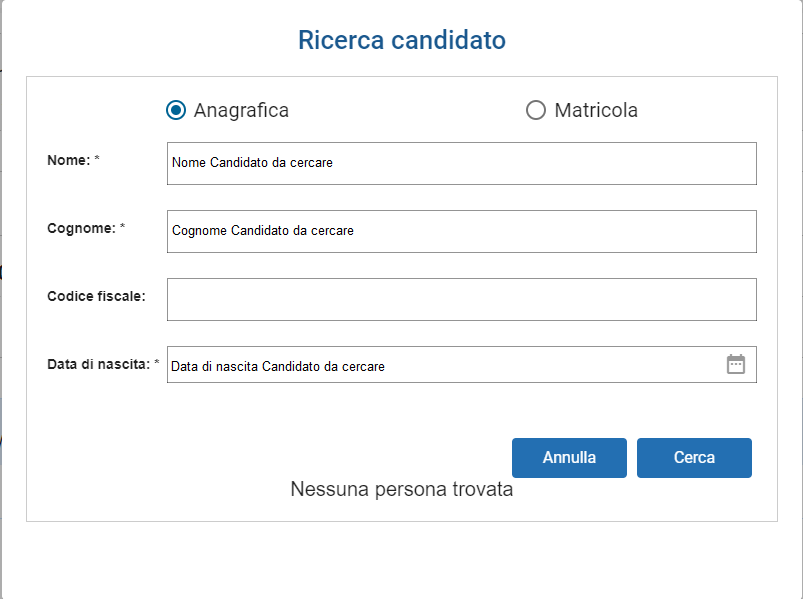 Ricerca candidato
Anagrafica Matricola
Nome: * Nome Candidato da cercare
Cognome: * Cognome Candidato da cercare
Codice fiscale:
Data di nascita: * Data di nascita Candidato da cercare
Annulla Cerca
Nessuna persona trovata